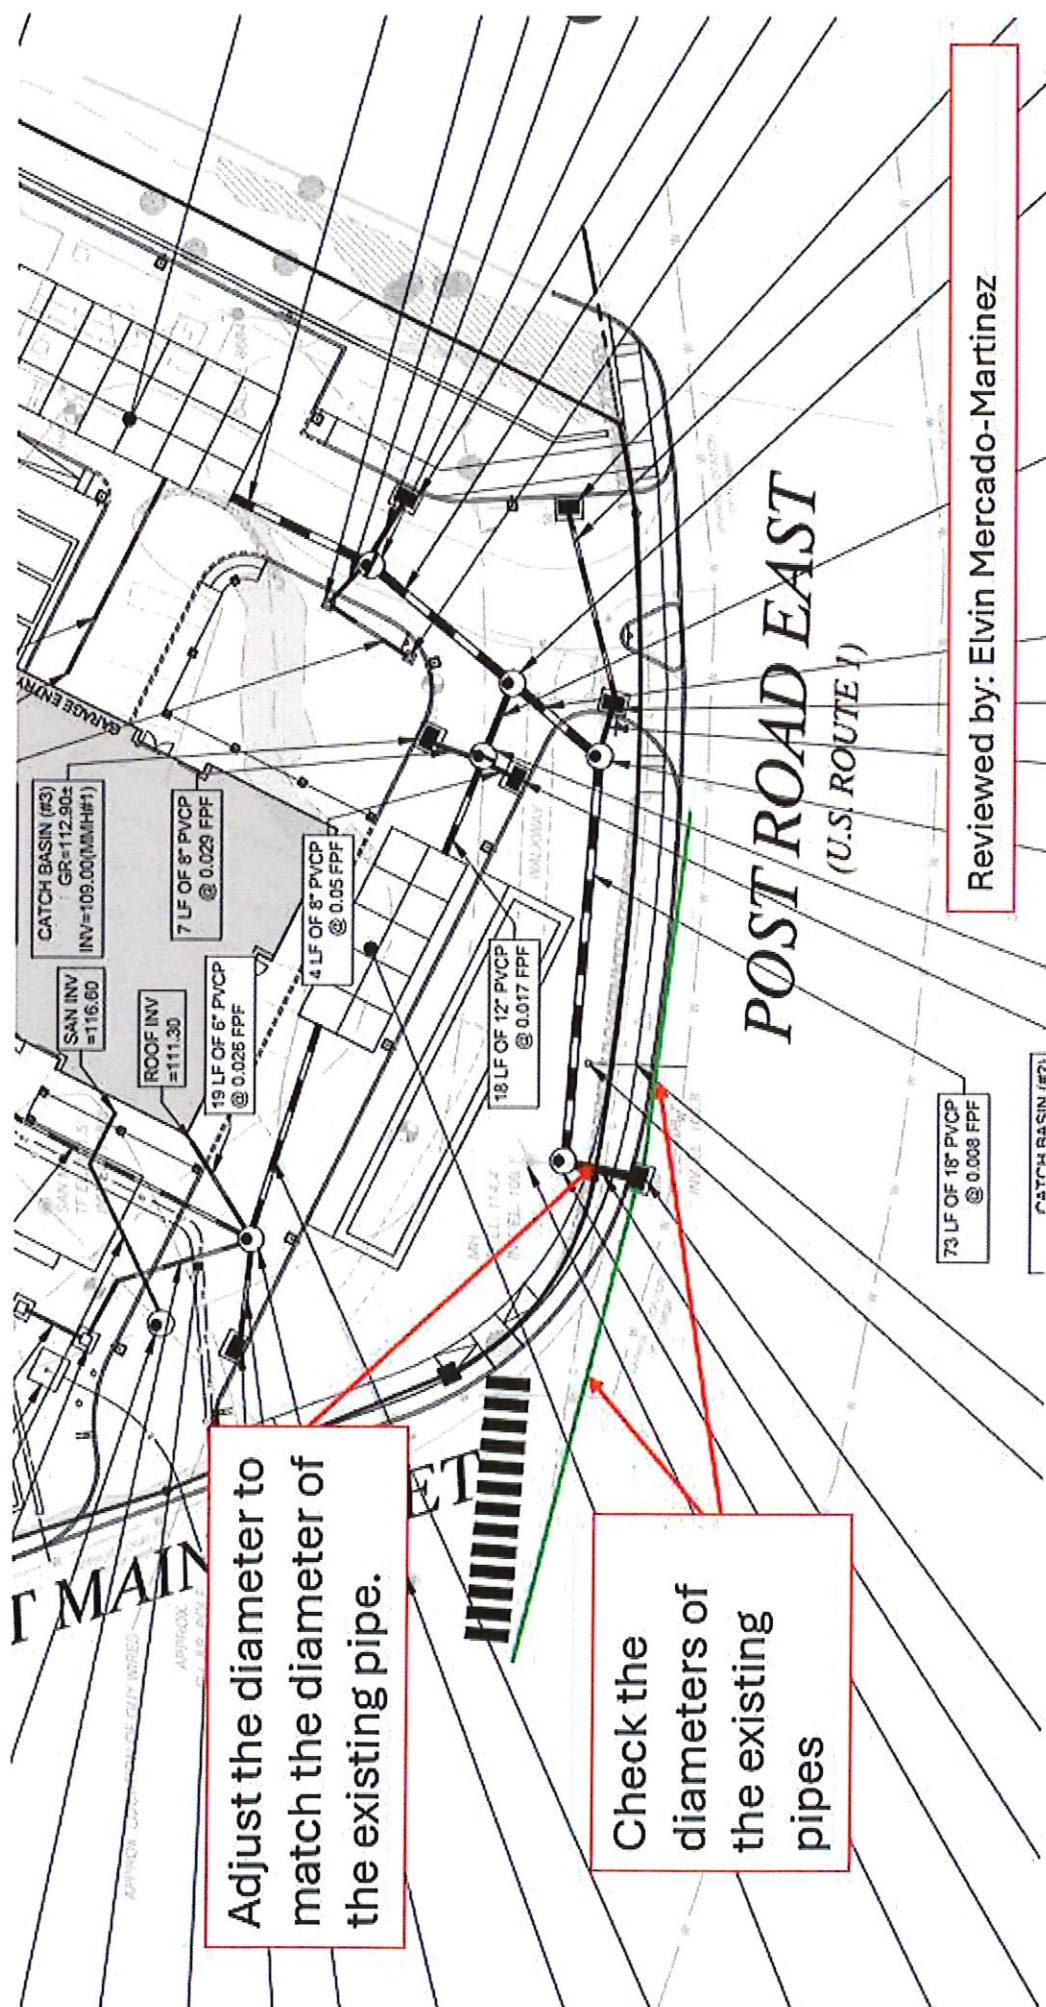 CATCH BASIN (#3)
GR=112.90±
INV=109.00(MMH#1)
SAN INV
=116.60
7 LF OF 8" PVCP
@ 0.029 FPF
ROOF INV
=111.30
19 LF OF 6" PVCP
@ 0.026 FPF
4 LF OF 8" PVCP
@ 0.05 FPF
18 LF OF 12" PVCP
@ 0.017 FPF
GARAGE ENTRY
WALKWAY
T MAIN
ET
POST ROAD EAST
(U.S. ROUTE 1)
73 LF OF 18" PVCP
@ 0.008 FPF
CATCH BASIN (#2)
Adjust the diameter to
match the diameter of
the existing pipe.
Check the
diameters of
the existing
pipes
Reviewed by: Elvin Mercado-Martinez